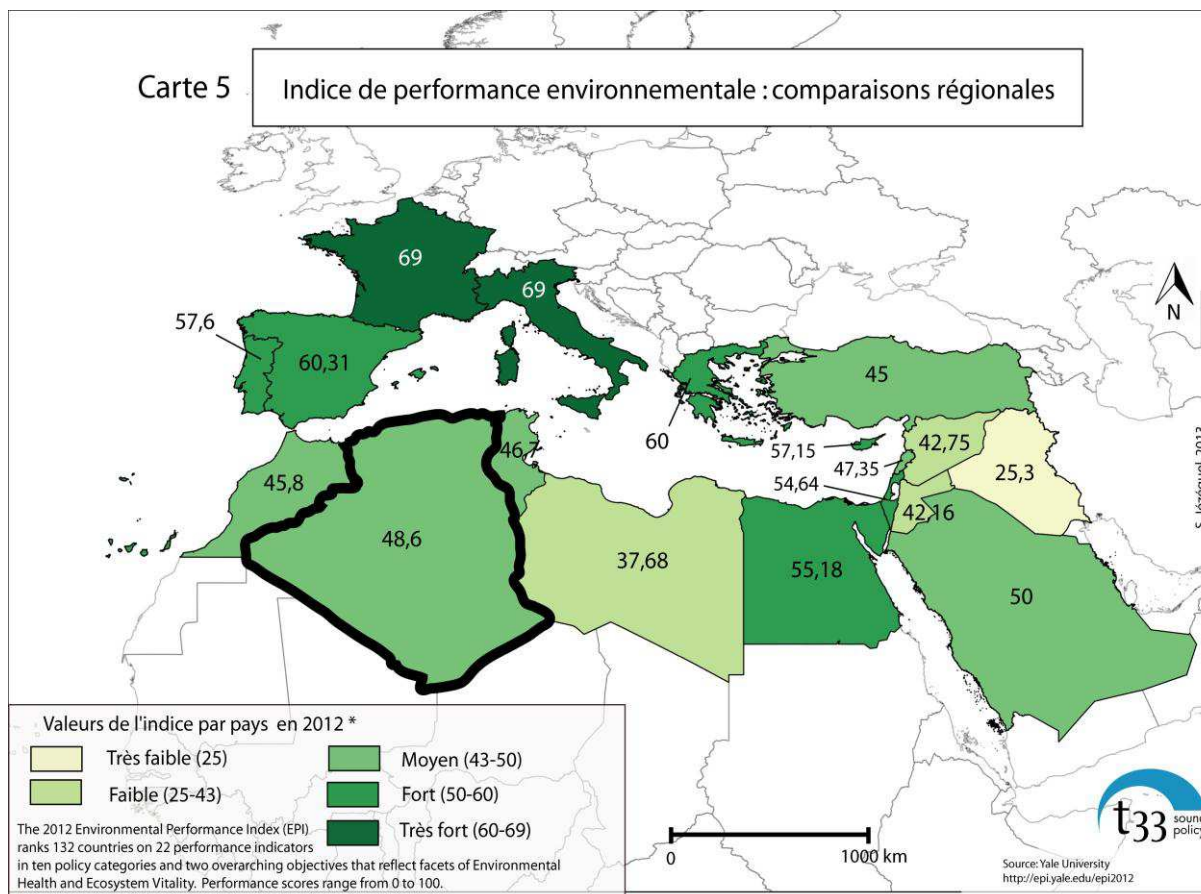 Carte 5
Indice de performance environnementale : comparaisons régionales
69
69
57,6
60,31
N
45
60
57,15
42,75
47,35
25,3
54,64
42,16
46,7
45,8
48,6
37,68
55,18
50
S. Jézéquel 2013
Valeurs de l'indice par pays en 2012 *
Très faible (25)
Faible (25-43)
Moyen (43-50)
Fort (50-60)
Très fort (60-69)
The 2012 Environmental Performance Index (EPI)
ranks 132 countries on 22 performance indicators
in ten policy categories and two overarching objectives that reflect facets of Environmental
Health and Ecosystem Vitality. Performance scores range from 0 to 100.
0
1000 km
t33 sound
policy
Source: Yale University
http://epi.yale.edu/epi2012